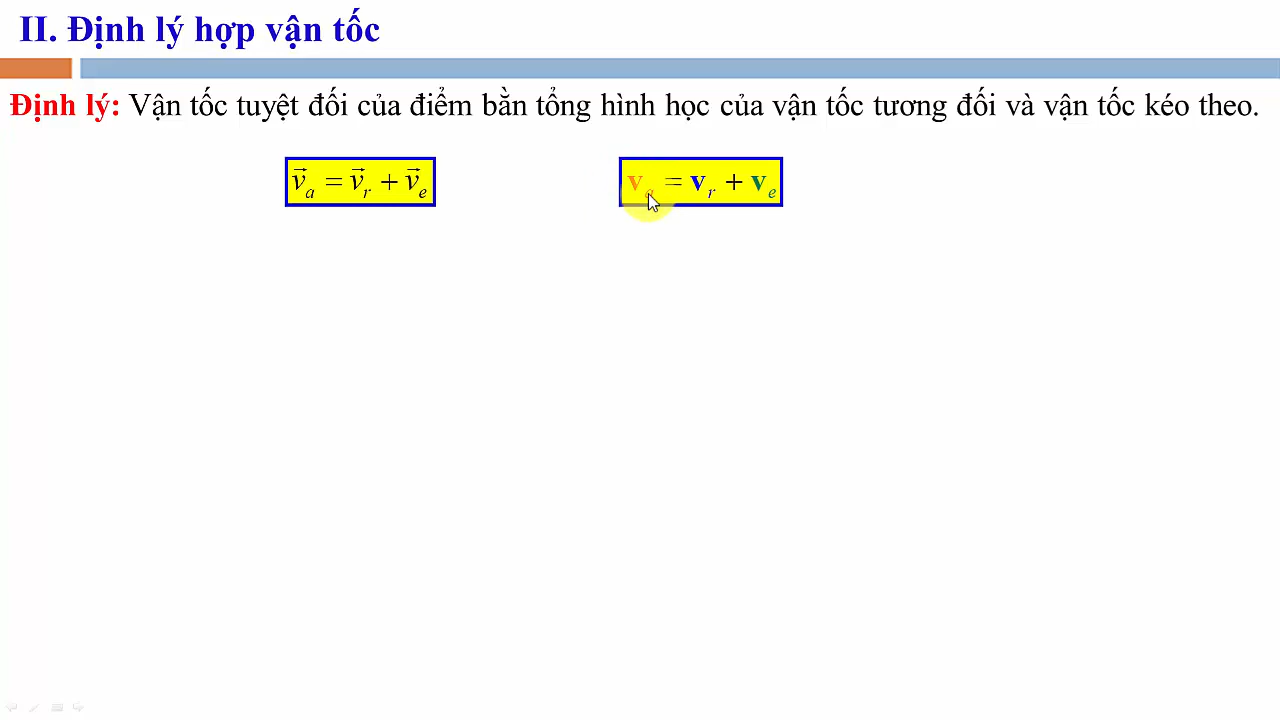 II. Định lý hợp vận tốc
Định lý: Vận tốc tuyệt đối của điểm bằn tổng hình học của vận tốc tương đối và vận tốc kéo theo.
v⃗ₐ = v⃗ᵣ + v⃗ₑ
vₐ = vᵣ + vₑ